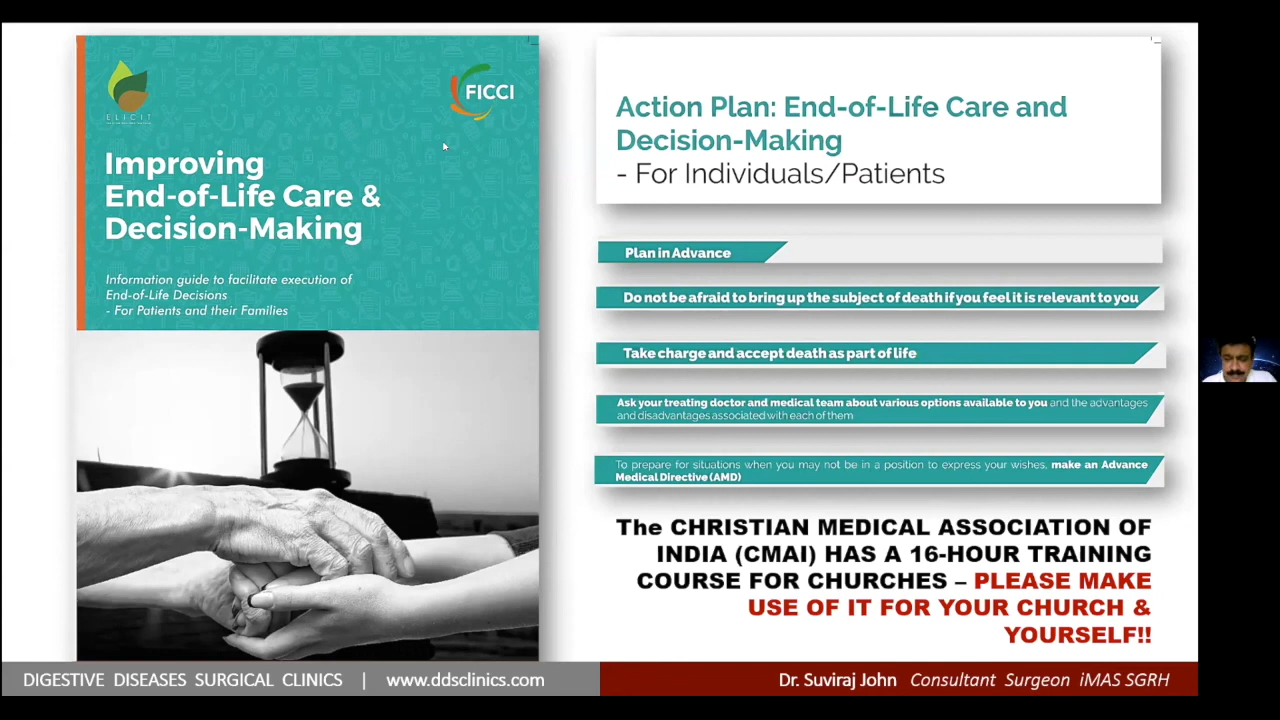 ELICIT
FICCI
Improving
End-of-Life Care &
Decision-Making
Information guide to facilitate execution of
End-of-Life Decisions
- For Patients and their Families
Action Plan: End-of-Life Care and
Decision-Making
- For Individuals/Patients
Plan in Advance
Do not be afraid to bring up the subject of death if you feel it is relevant to you
Take charge and accept death as part of life
Ask your treating doctor and medical team about various options available to you and the advantages
and disadvantages associated with each of them
To prepare for situations when you may not be in a position to express your wishes, make an Advance
Medical Directive (AMD)
The CHRISTIAN MEDICAL ASSOCIATION OF
INDIA (CMAI) HAS A 16-HOUR TRAINING
COURSE FOR CHURCHES – PLEASE MAKE
USE OF IT FOR YOUR CHURCH &
YOURSELF!!
DIGESTIVE DISEASES SURGICAL CLINICS | www.ddsclinics.com
Dr. Suviraj John Consultant Surgeon iMAS SGRH